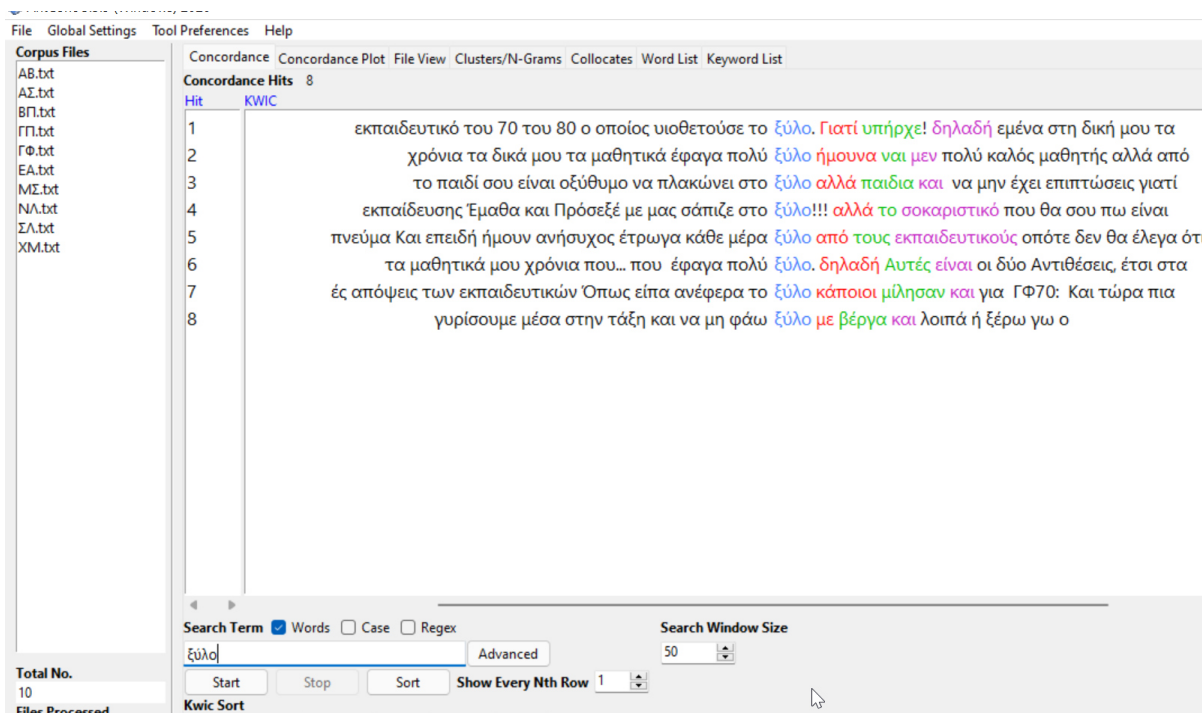 File Global Settings Tool Preferences Help
Corpus Files
ΑΒ.txt
ΑΣ.txt
ΒΠ.txt
ΓΠ.txt
ΓΦ.txt
ΕΑ.txt
ΜΣ.txt
ΝΛ.txt
ΣΛ.txt
ΧΜ.txt
Total No.
10
Files Processed
Concordance Concordance Plot File View Clusters/N-Grams Collocates Word List Keyword List
Concordance Hits 8
Hit KWIC
1 εκπαιδευτικό του 70 του 80 ο οποίος υιοθετούσε το ξύλο. Γιατί υπήρχε! δηλαδή εμένα στη δική μου τα
2 χρόνια τα δικά μου τα μαθητικά έφαγα πολύ ξύλο ήμουνα ναι μεν πολύ καλός μαθητής αλλά από
3 το παιδί σου είναι οξύθυμο να πλακώνει στο ξύλο αλλά παιδια και να μην έχει επιπτώσεις γιατί
4 εκπαίδευσης Έμαθα και Πρόσεξέ με μας σάπιζε στο ξύλο!!! αλλά το σοκαριστικό που θα σου πω είναι
5 πνεύμα Και επειδή ήμουν ανήσυχος έτρωγα κάθε μέρα ξύλο από τους εκπαιδευτικούς οπότε δεν θα έλεγα ότ
6 τα μαθητικά μου χρόνια που... που έφαγα πολύ ξύλο. δηλαδή Αυτές είναι οι δύο Αντιθέσεις, έτσι στα
7 ές απόψεις των εκπαιδευτικών Όπως είπα ανέφερα το ξύλο κάποιοι μίλησαν και για ΓΦ70: Και τώρα πια
8 γυρίσουμε μέσα στην τάξη και να μη φάω ξύλο με βέργα και λοιπά ή ξέρω γω ο
Search Term Words Case Regex Search Window Size
ξύλο Advanced 50
Start Stop Sort Show Every Nth Row 1
Kwic Sort